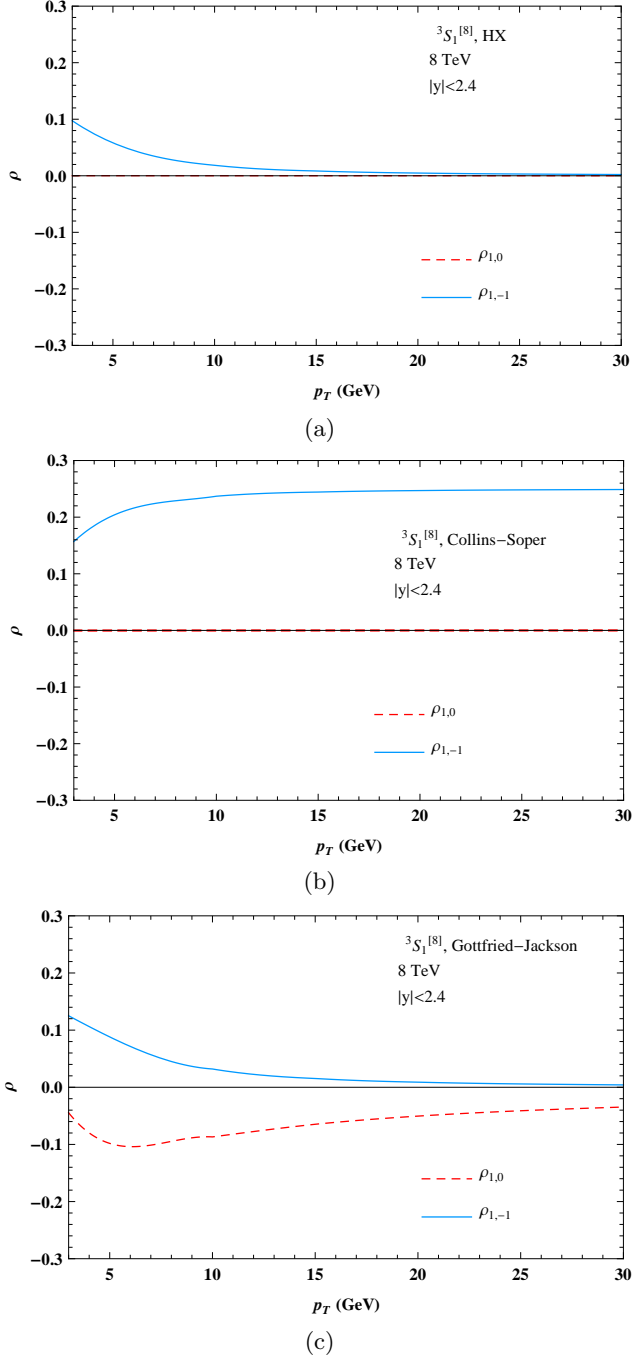 0.3
0.2
0.1
0.0
−0.1
−0.2
−0.3
ρ
³S₁^[8], HX
8 TeV
|y|<2.4
ρ₁,₀
ρ₁,₋₁
5 10 15 20 25 30
p_T (GeV)
(a)
0.3
0.2
0.1
0.0
−0.1
−0.2
−0.3
ρ
³S₁^[8], Collins−Soper
8 TeV
|y|<2.4
ρ₁,₀
ρ₁,₋₁
5 10 15 20 25 30
p_T (GeV)
(b)
0.3
0.2
0.1
0.0
−0.1
−0.2
−0.3
ρ
³S₁^[8], Gottfried−Jackson
8 TeV
|y|<2.4
ρ₁,₀
ρ₁,₋₁
5 10 15 20 25 30
p_T (GeV)
(c)